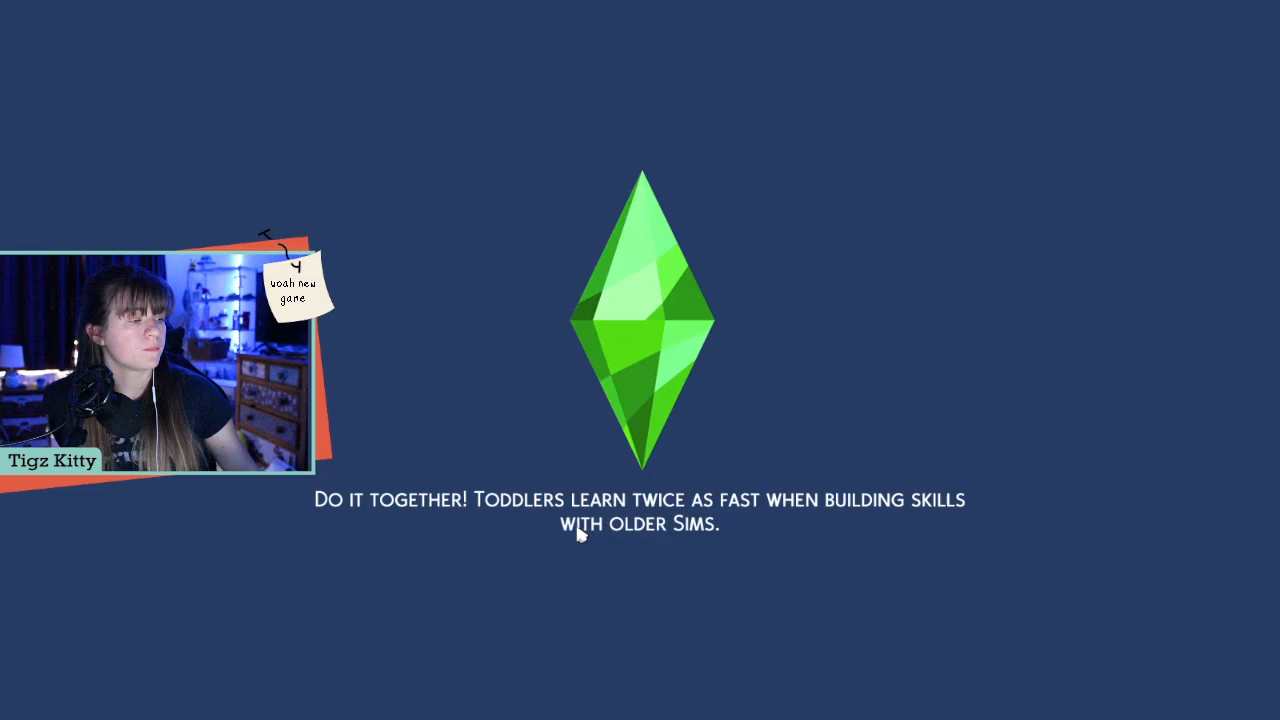 woah new
game
Tigz Kitty
DO IT TOGETHER! TODDLERS LEARN TWICE AS FAST WHEN BUILDING SKILLS
WITH OLDER SIMS.